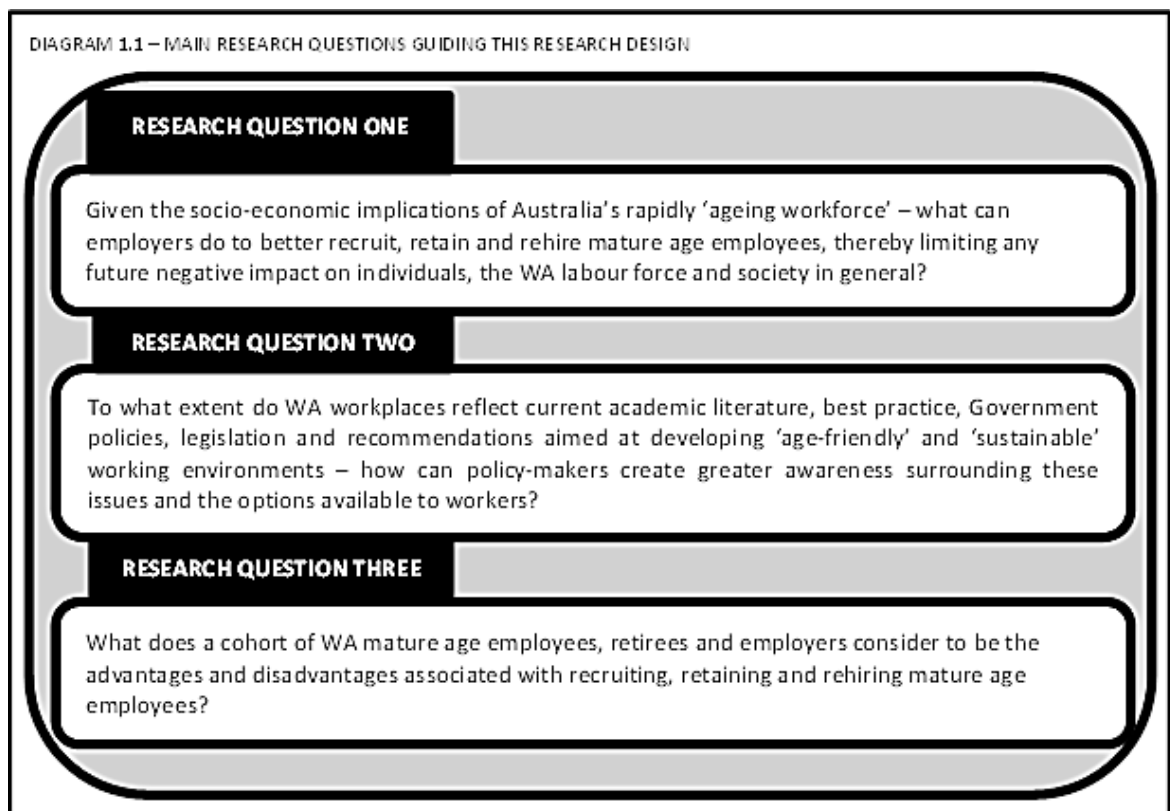 DIAGRAM 1.1 – MAIN RESEARCH QUESTIONS GUIDING THIS RESEARCH DESIGN
RESEARCH QUESTION ONE
Given the socio-economic implications of Australia’s rapidly ‘ageing workforce’ – what can
employers do to better recruit, retain and rehire mature age employees, thereby limiting any
future negative impact on individuals, the WA labour force and society in general?
RESEARCH QUESTION TWO
To what extent do WA workplaces reflect current academic literature, best practice, Government
policies, legislation and recommendations aimed at developing ‘age-friendly’ and ‘sustainable’
working environments – how can policy-makers create greater awareness surrounding these
issues and the options available to workers?
RESEARCH QUESTION THREE
What does a cohort of WA mature age employees, retirees and employers consider to be the
advantages and disadvantages associated with recruiting, retaining and rehiring mature age
employees?